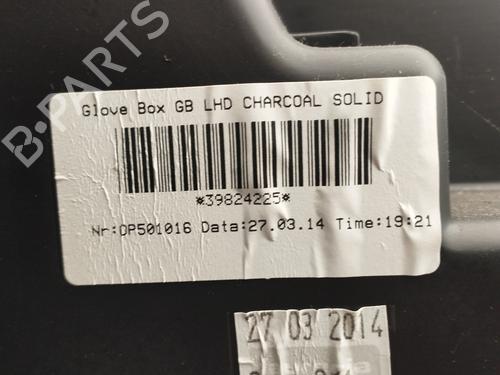 Glove Box GB LHD CHARCOAL SOLID
*39824225*
Nr:OP501016 Data:27.03.14 Time:19:21
27 03 2014
B-PARTS